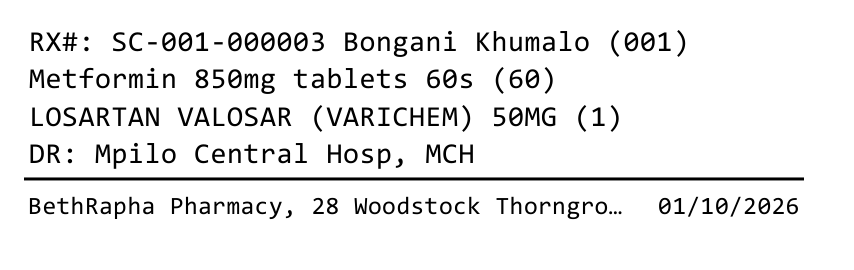 RX#: SC-001-000003 Bongani Khumalo (001)
Metformin 850mg tablets 60s (60)
LOSARTAN VALOSAR (VARICHEM) 50MG (1)
DR: Mpilo Central Hosp, MCH
BethRapha Pharmacy, 28 Woodstock Thorngro… 01/10/2026